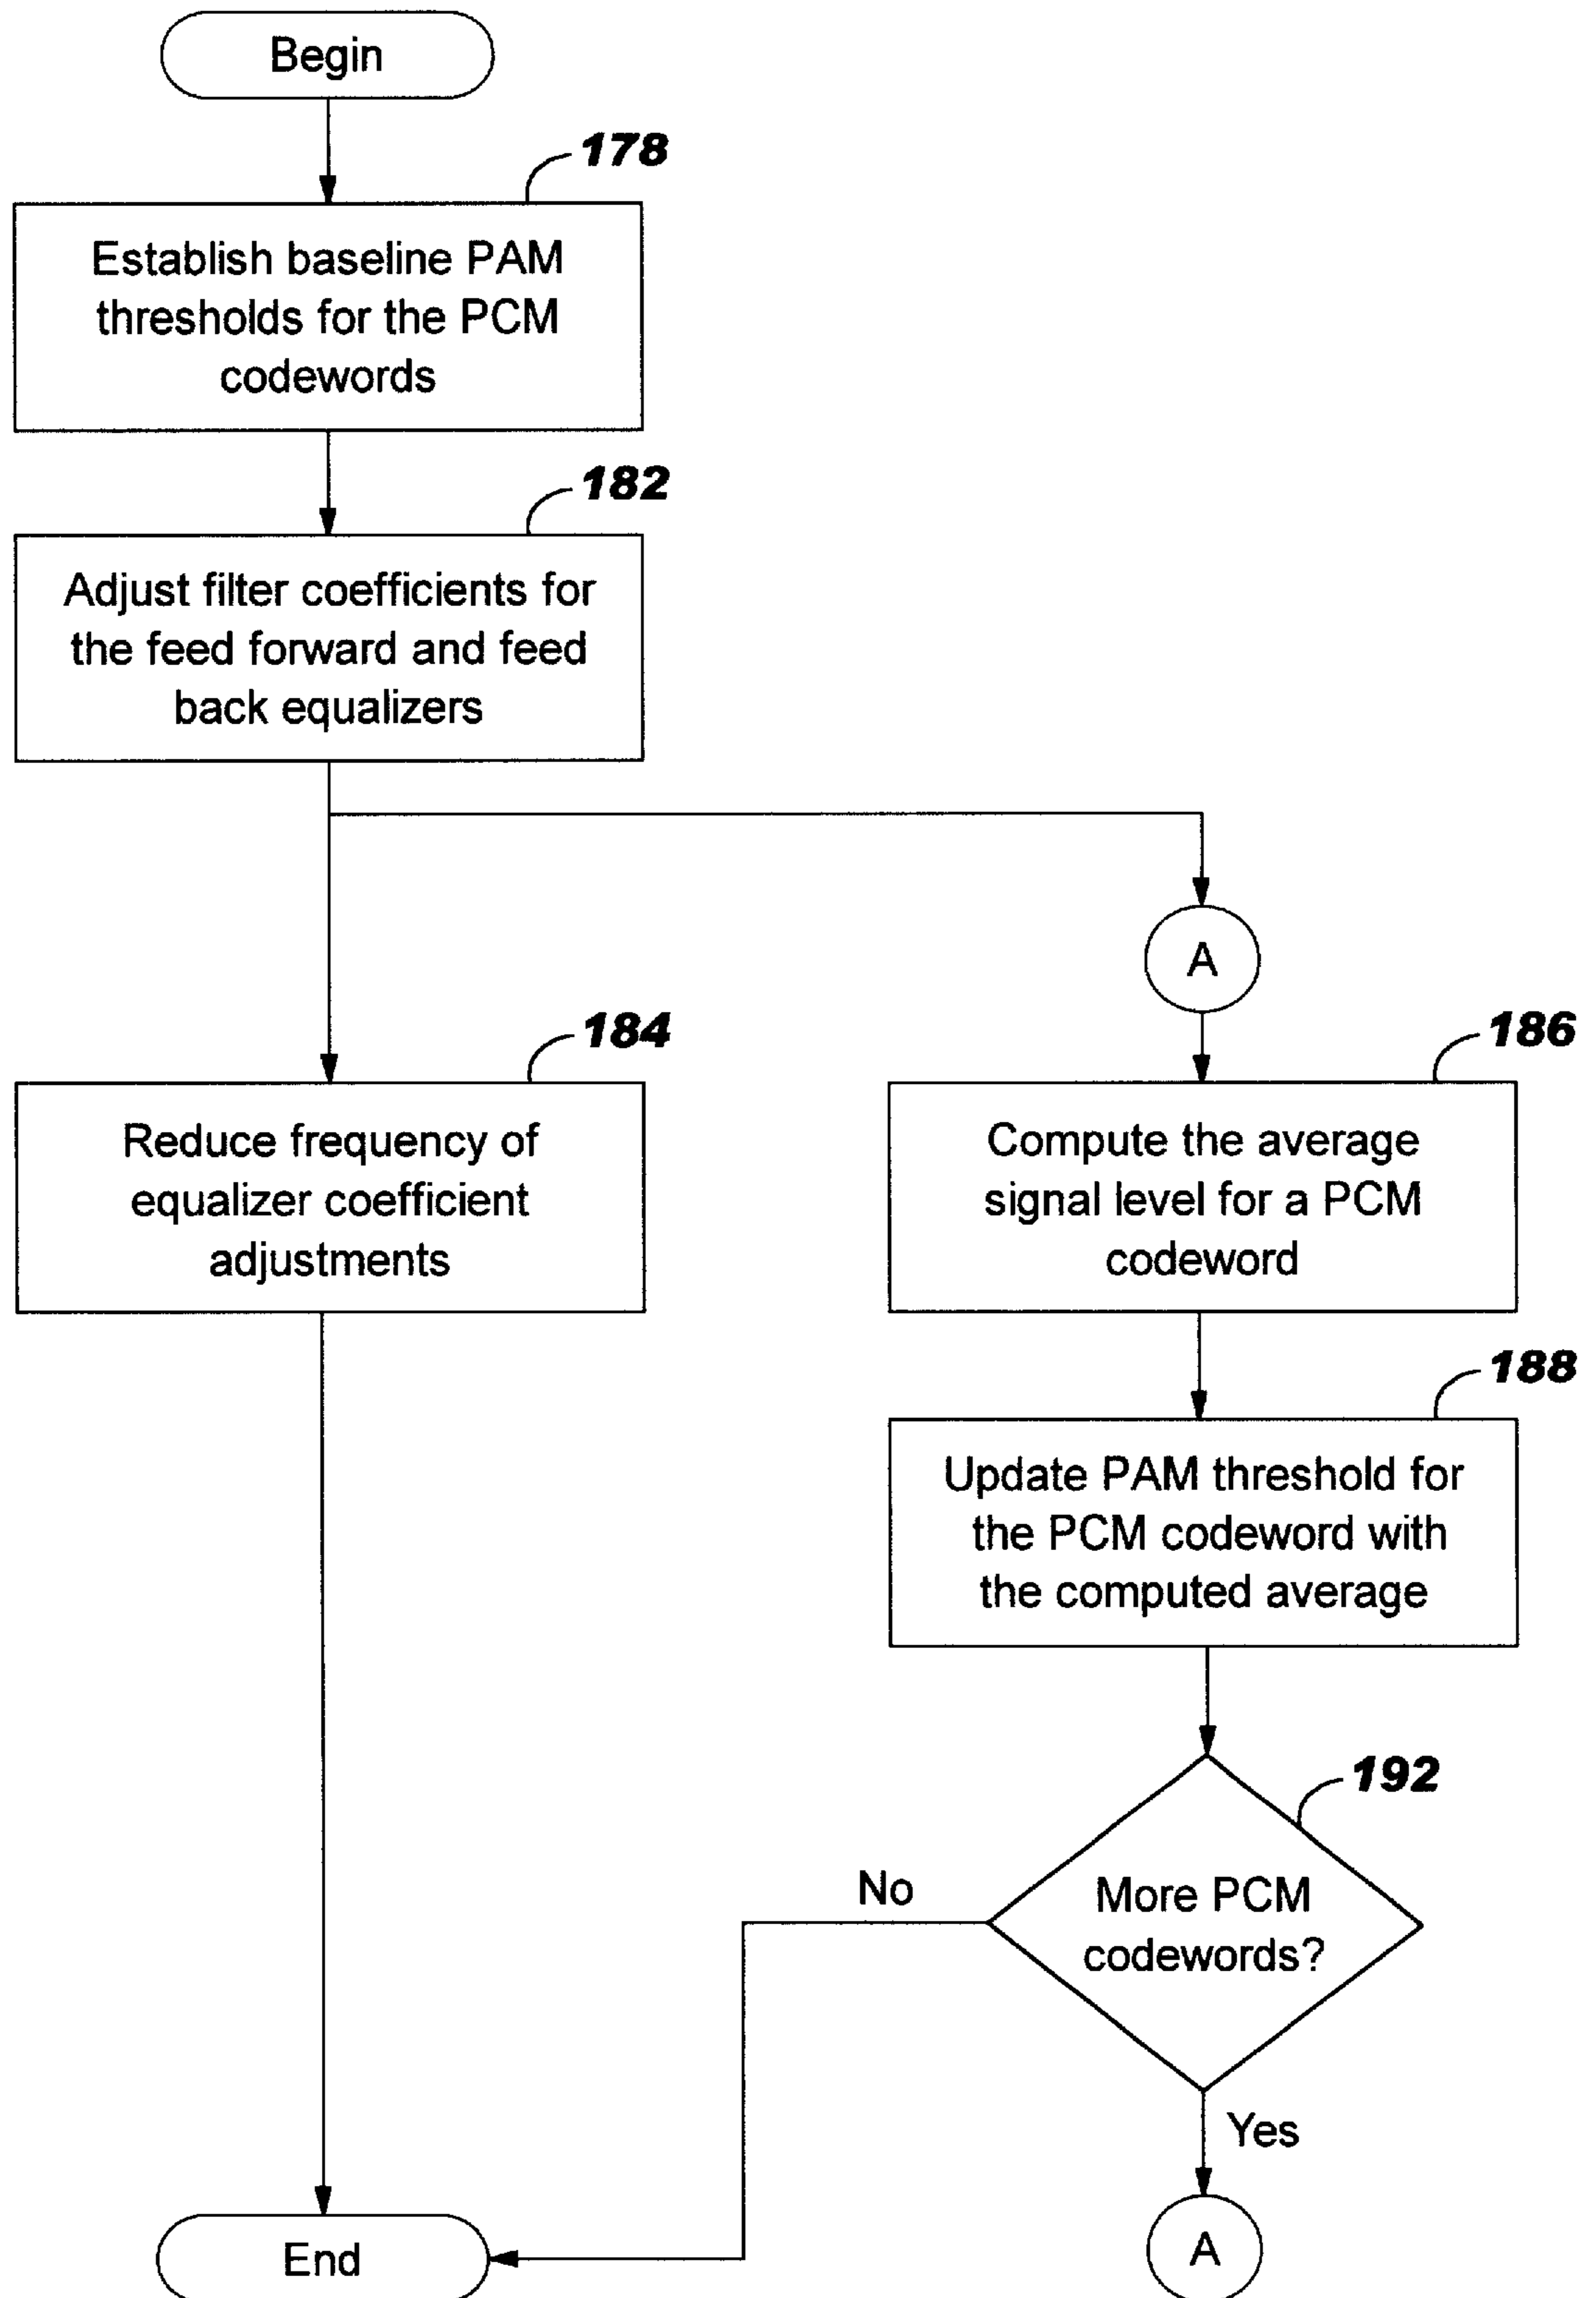 Begin
178
Establish baseline PAM
thresholds for the PCM
codewords
182
Adjust filter coefficients for
the feed forward and feed
back equalizers
A
184
Reduce frequency of
equalizer coefficient
adjustments
186
Compute the average
signal level for a PCM
codeword
188
Update PAM threshold for
the PCM codeword with
the computed average
192
More PCM
codewords?
No
Yes
End
A